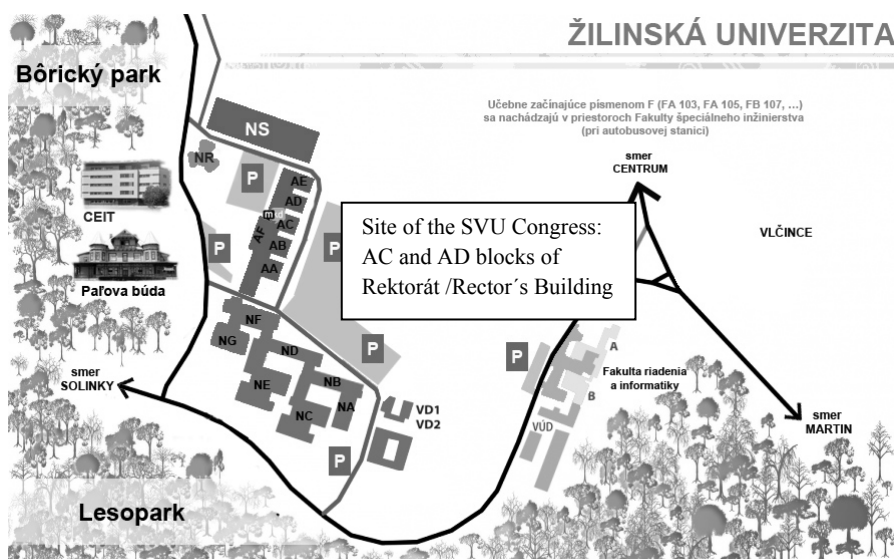 ŽILINSKÁ UNIVERZITA
Bôrický park
Učebne začínajúce písmenom F (FA 103, FA 105, FB 107, ...)
sa nachádzajú v priestoroch Fakulty špeciálneho inžinierstva
(pri autobusovej stanici)
NS
NR
P
AE
AD
AC
AB
AA
AF
CEIT
P
P
Paľova búda
smer
CENTRUM
VLČINCE
Site of the SVU Congress:
AC and AD blocks of
Rektorát /Rector´s Building
NF
NG
ND
NE
NB
NC
NA
P
P
A
B
Fakulta riadenia
a informatiky
VÚD
VD1
VD2
P
smer
SOLINKY
smer
MARTIN
Lesopark